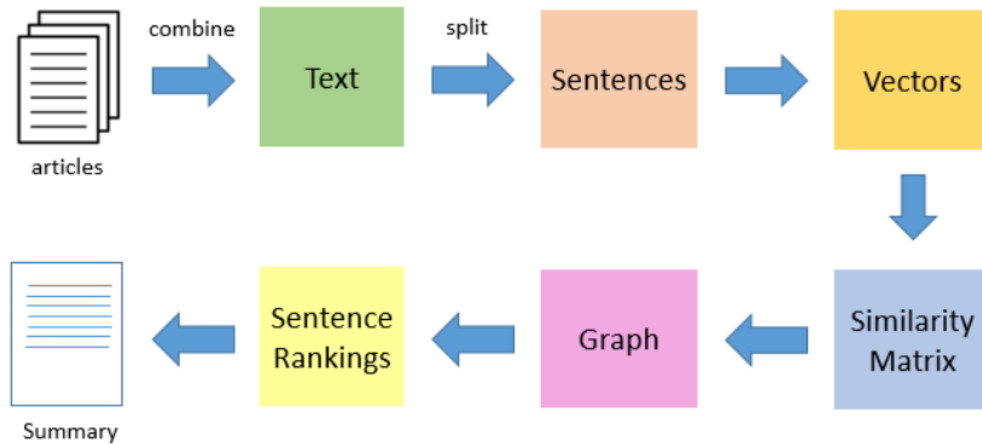 combine
split
Text
Sentences
Vectors
articles
Similarity
Matrix
Graph
Sentence
Rankings
Summary